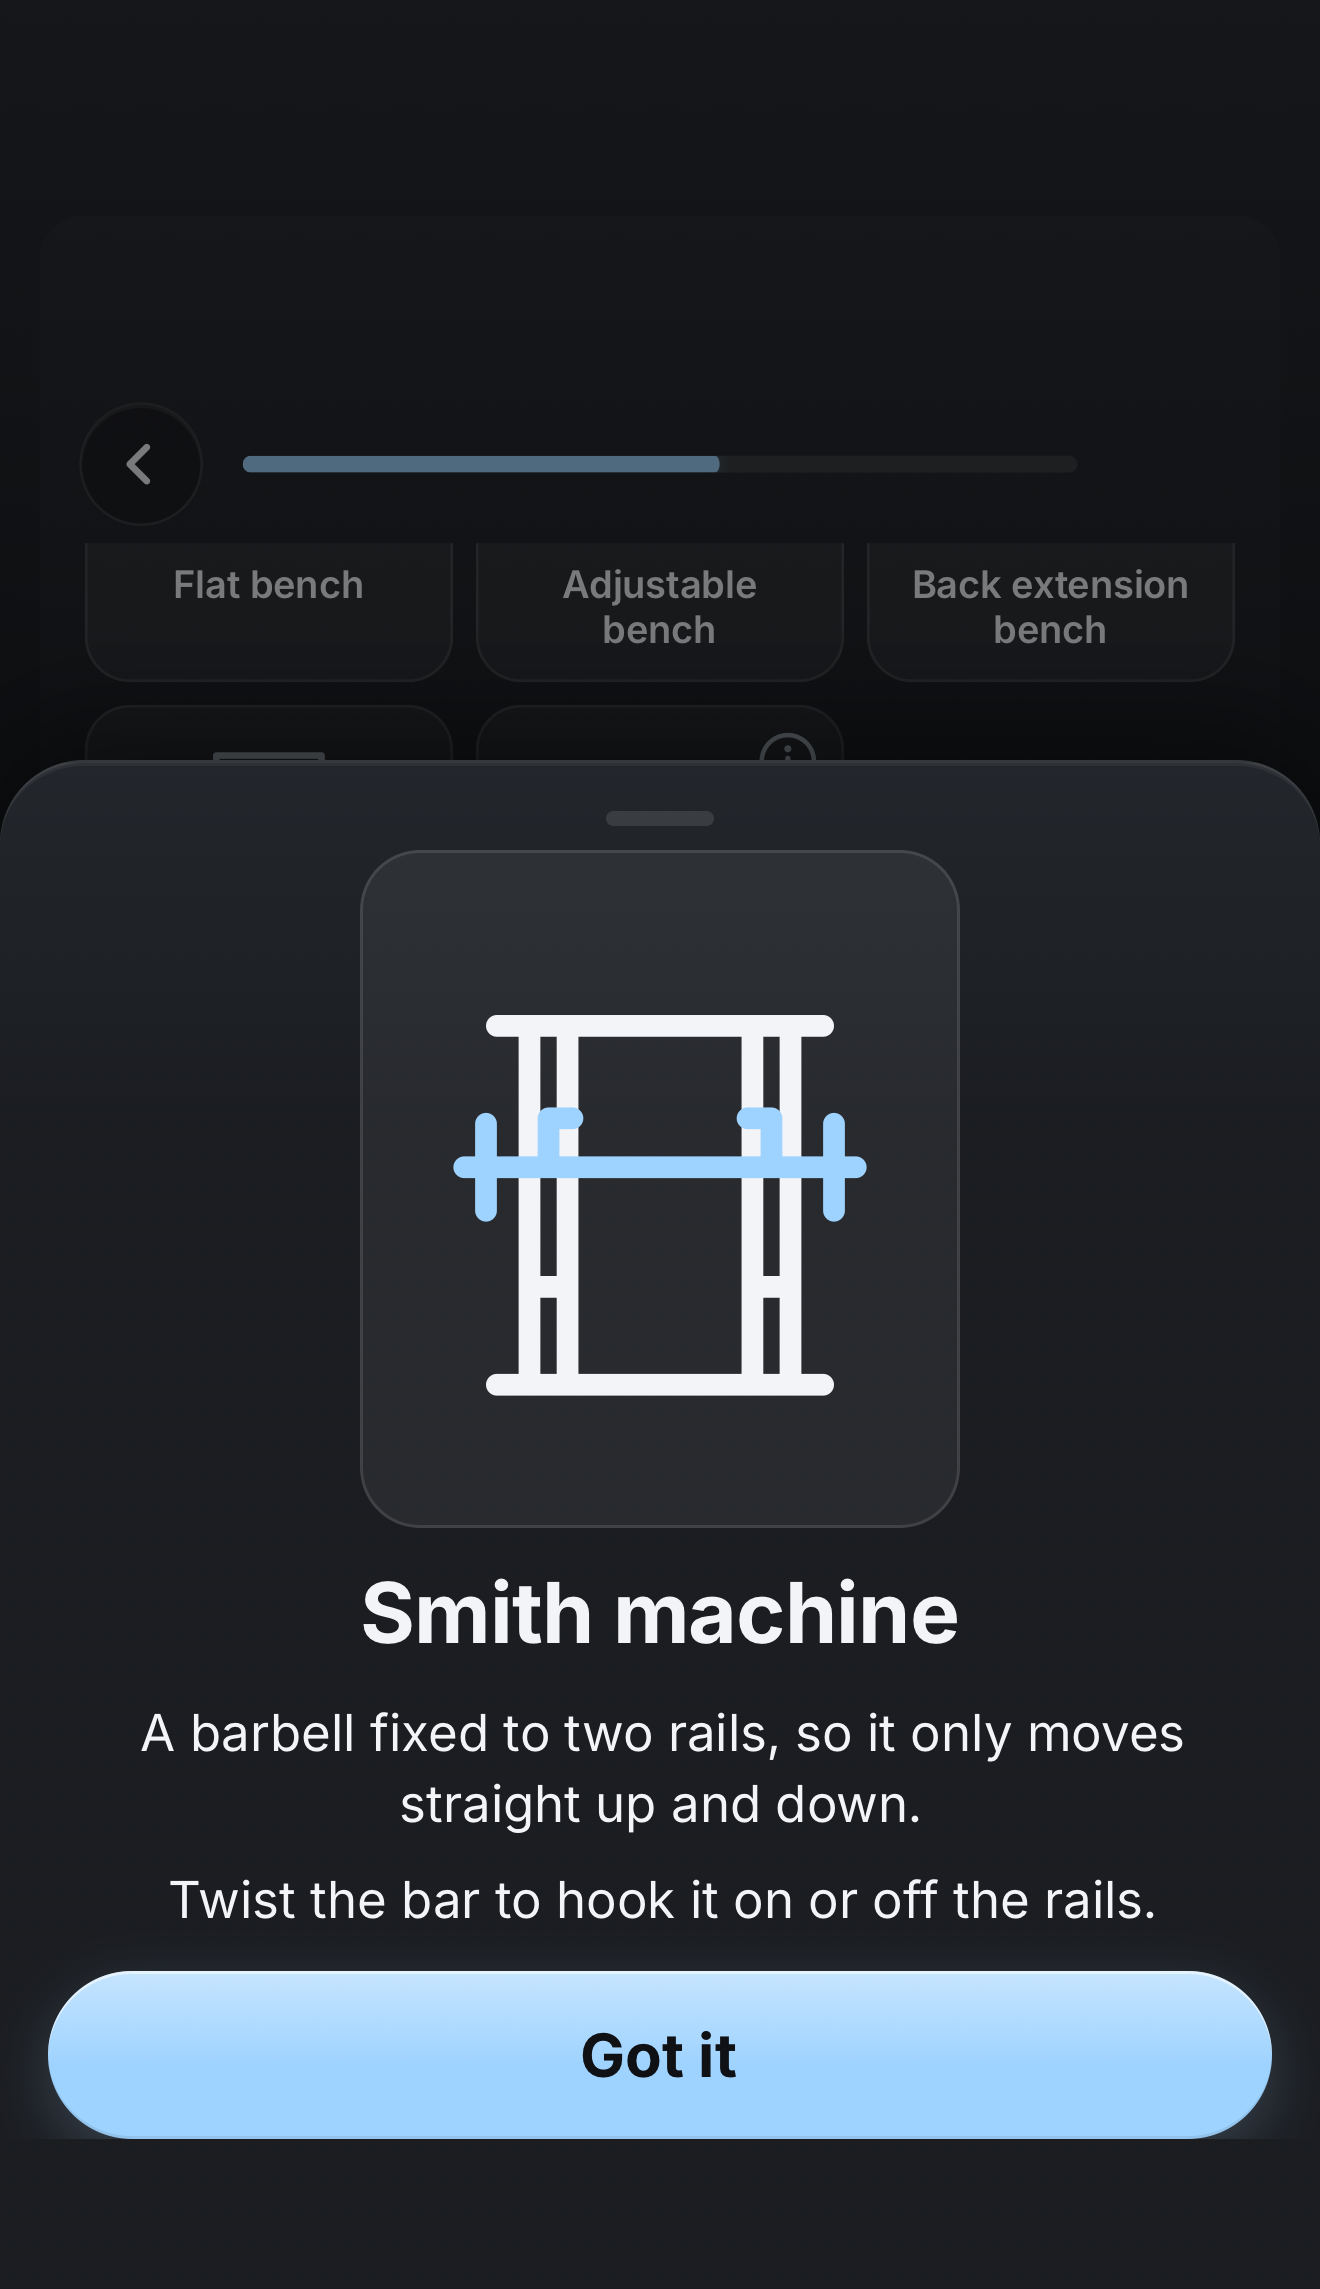 Flat bench
Adjustable
bench
Back extension
bench
Smith machine
A barbell fixed to two rails, so it only moves
straight up and down.
Twist the bar to hook it on or off the rails.
Got it